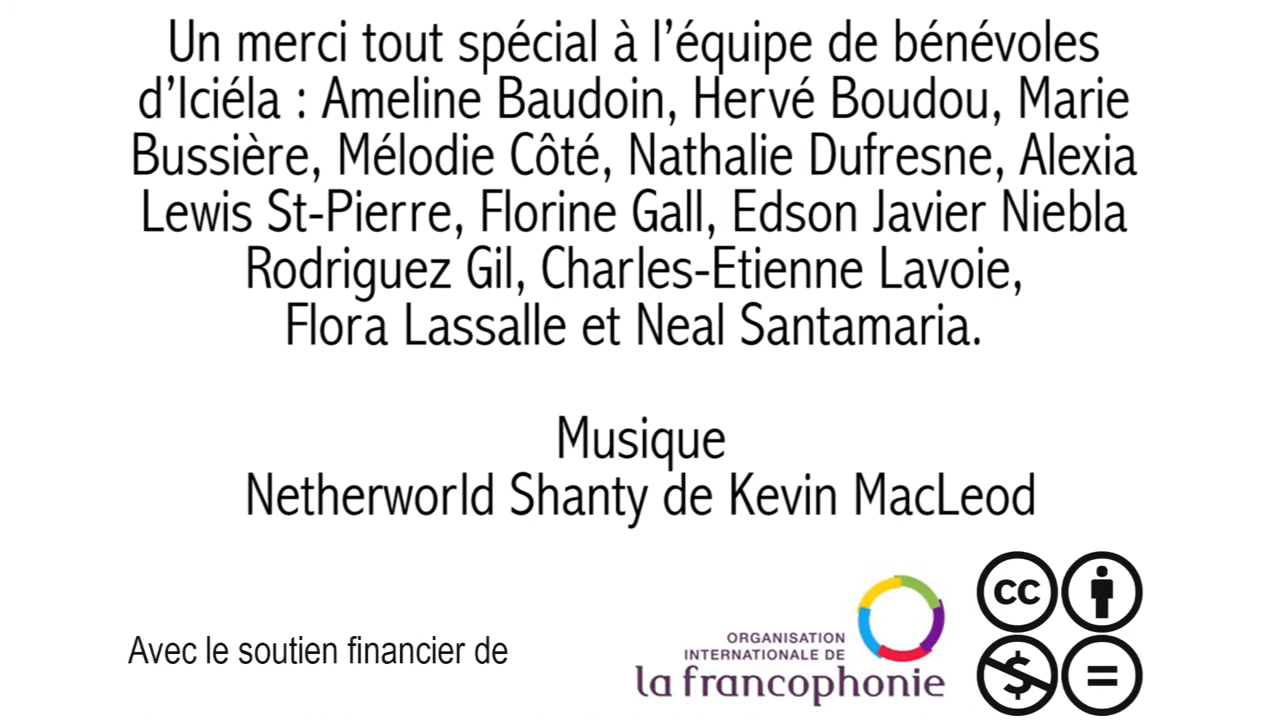 Un merci tout spécial à l’équipe de bénévoles
d’Iciéla : Ameline Baudoin, Hervé Boudou, Marie
Bussière, Mélodie Côté, Nathalie Dufresne, Alexia
Lewis St-Pierre, Florine Gall, Edson Javier Niebla
Rodriguez Gil, Charles-Etienne Lavoie,
Flora Lassalle et Neal Santamaria.
Musique
Netherworld Shanty de Kevin MacLeod
Avec le soutien financier de
ORGANISATION
INTERNATIONALE DE
la francophonie
cc
$ =